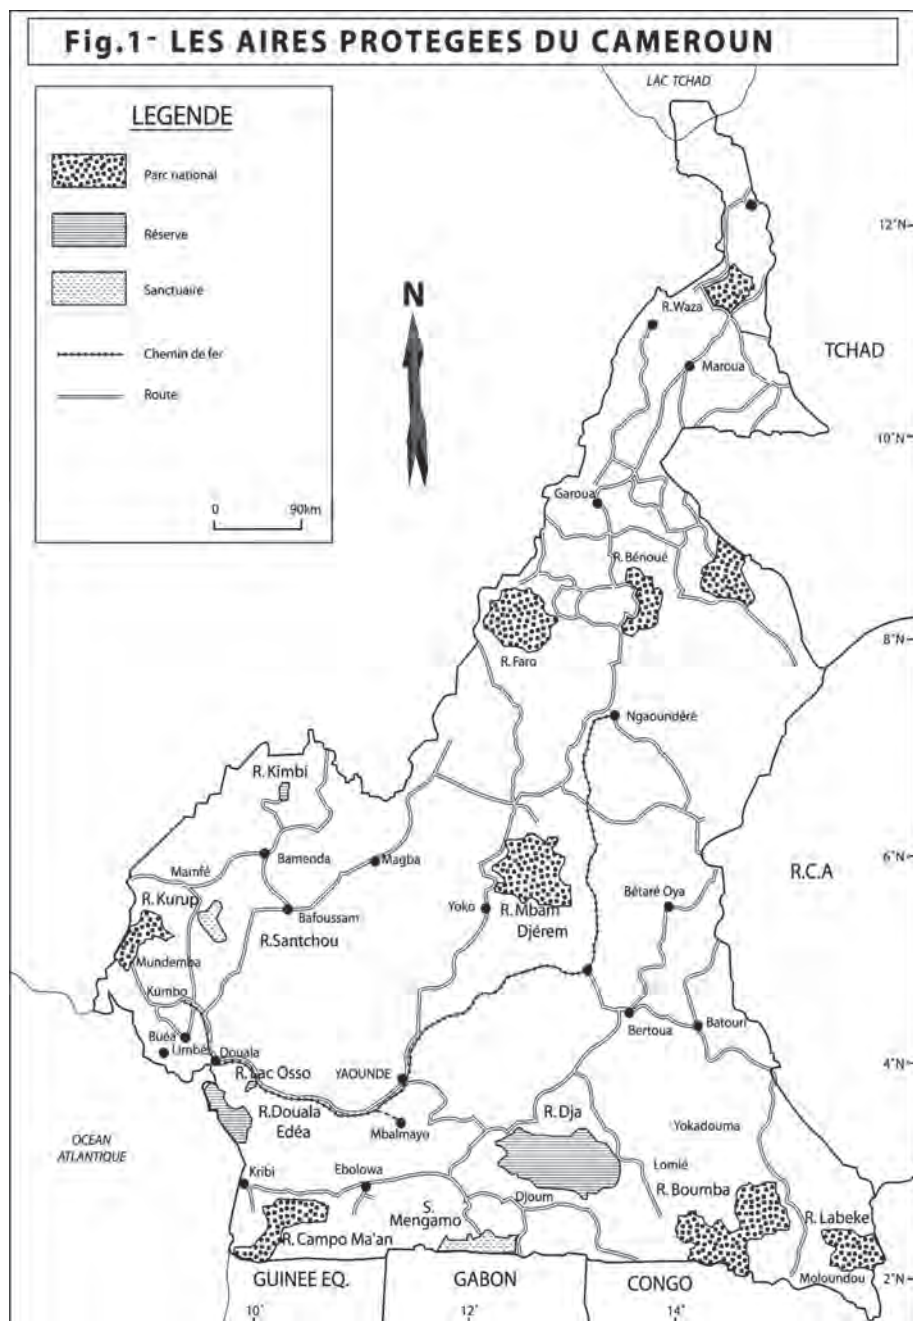 Fig.1- LES AIRES PROTEGEES DU CAMEROUN
LAC TCHAD
LEGENDE
Parc national
Réserve
Sanctuaire
Chemin de fer
Route
0 90km
N
12°N
R.Waza
TCHAD
Maroua
10°N
Garoua
R.Bénoué
8°N
R.Faro
Ngaoundéré
R.Kimbi
Bamenda
Magba
6°N
Mamfé
R.C.A
R.Kurup
Bétaré Oya
Bafoussam
Yoko
R.Mbam
Djérem
R.Santchou
Mundemba
Kumbo
Bertoua
Batouri
Buéa
Limbé
Douala
4°N
R.Lac Osso
YAOUNDE
R.Douala
Edéa
R.Dja
Mbalmayo
Yokadouma
OCEAN
ATLANTIQUE
Kribi
Ebolowa
Lomié
Djoum
R.Boumba
S.
Mengamo
R.Labeke
R.Campo Ma'an
Moloundou
2°N
GUINEE EQ.
GABON
CONGO
10°
12°
14°